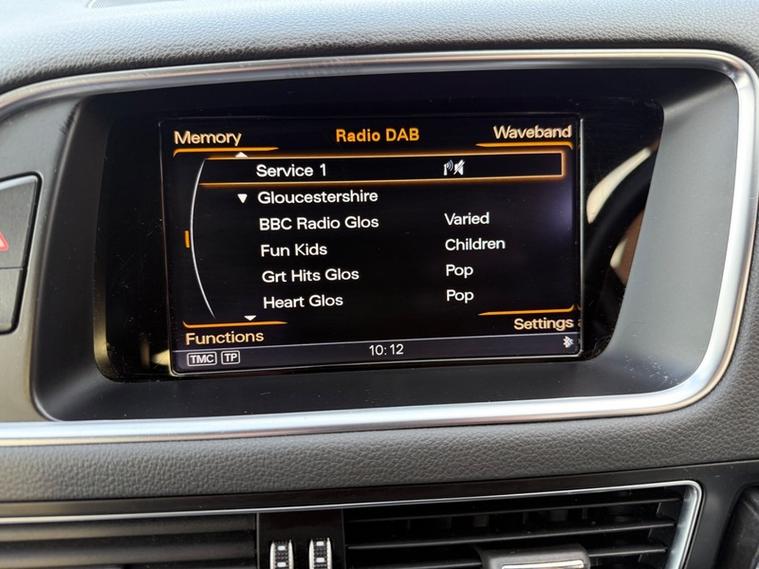 Memory Radio DAB Waveband
Service 1
Gloucestershire
BBC Radio Glos Varied
Fun Kids Children
Grt Hits Glos Pop
Heart Glos Pop
Functions Settings
TMC TP 10:12